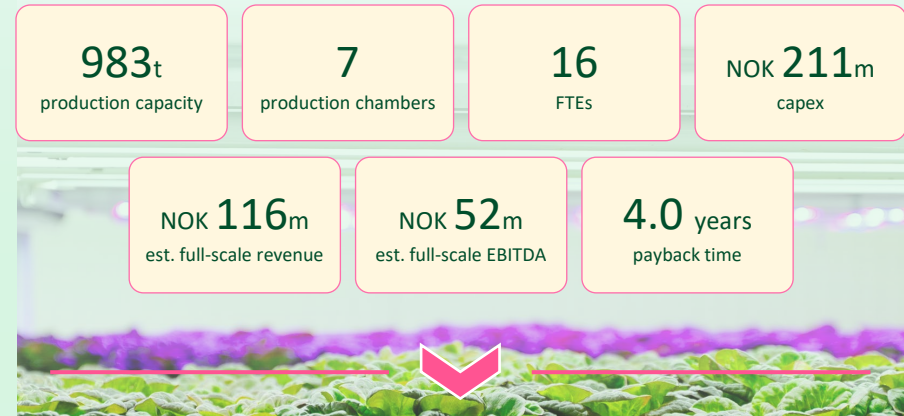 983t
production capacity
7
production chambers
16
FTEs
NOK 211m
capex
NOK 116m
est. full-scale revenue
NOK 52m
est. full-scale EBITDA
4.0 years
payback time